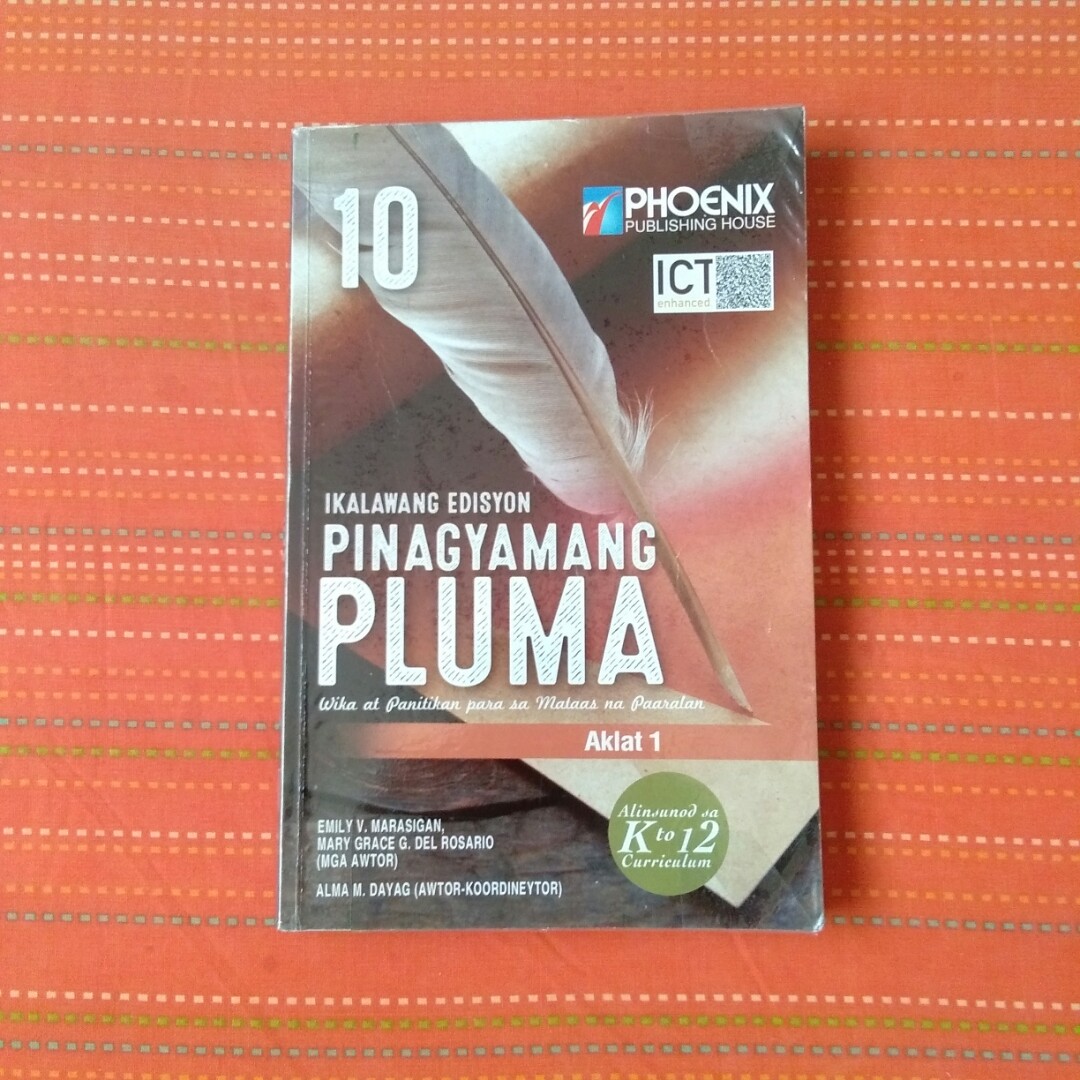 10
PHOENIX
PUBLISHING HOUSE
ICT
enhanced
IKALAWANG EDISYON
PINAGYAMANG
PLUMA
Wika at Panitikan para sa Mataas na Paaralan
Aklat 1
Alinsunod sa
K to 12
Curriculum
EMILY V. MARASIGAN,
MARY GRACE G. DEL ROSARIO
(MGA AWTOR)
ALMA M. DAYAG (AWTOR-KOORDINEYTOR)